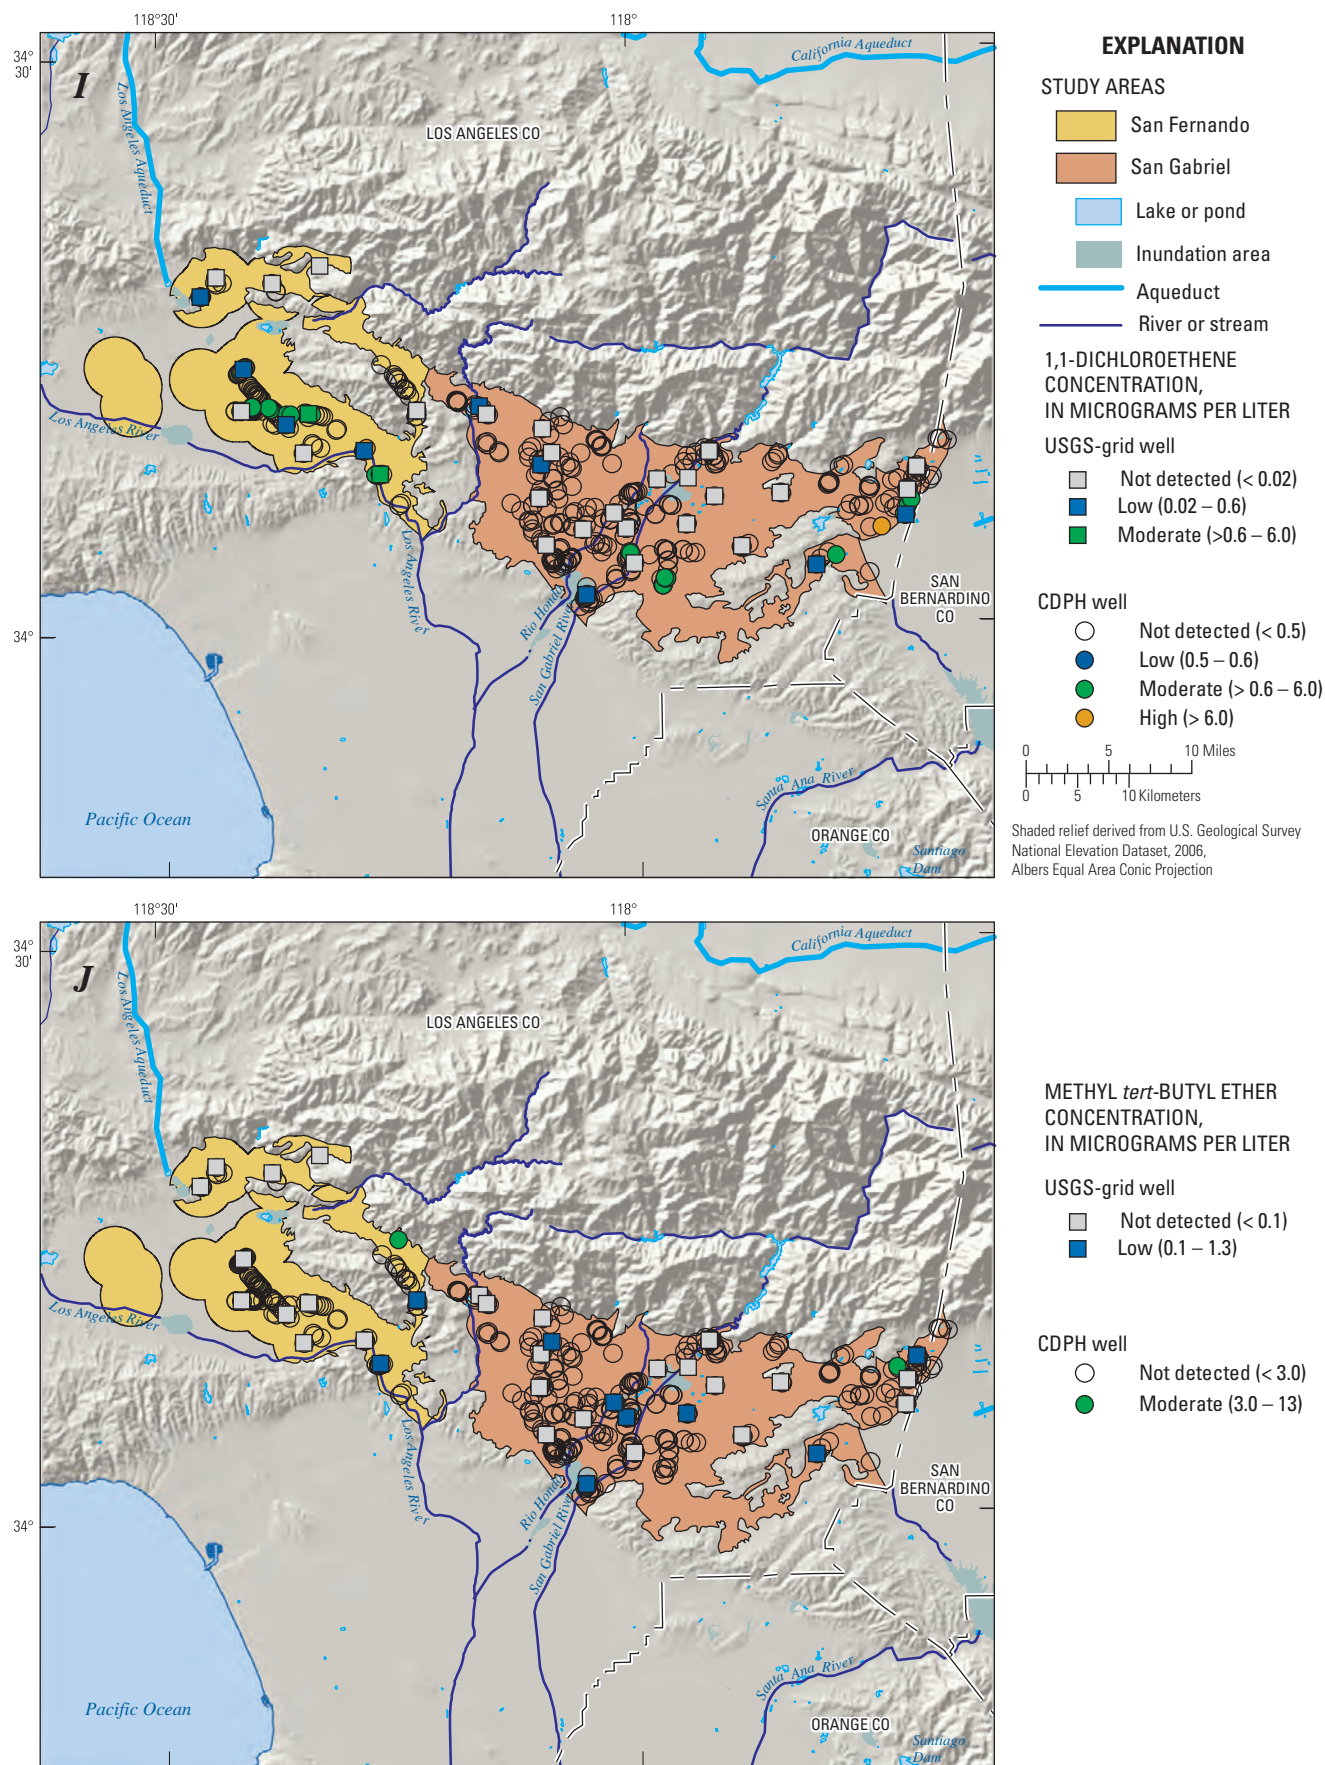 118°30'
118°
34°
30'
I
California Aqueduct
Los Angeles Aqueduct
LOS ANGELES CO
Los Angeles River
Los Angeles River
Rio Hondo
San Gabriel River
SAN
BERNARDINO
CO
34°
Santa Ana River
Pacific Ocean
ORANGE CO
Santiago
Dam
EXPLANATION
STUDY AREAS
San Fernando
San Gabriel
Lake or pond
Inundation area
Aqueduct
River or stream
1,1-DICHLOROETHENE
CONCENTRATION,
IN MICROGRAMS PER LITER
USGS-grid well
Not detected (< 0.02)
Low (0.02 – 0.6)
Moderate (>0.6 – 6.0)
CDPH well
Not detected (< 0.5)
Low (0.5 – 0.6)
Moderate (> 0.6 – 6.0)
High (> 6.0)
0 5 10 Miles
0 5 10 Kilometers
Shaded relief derived from U.S. Geological Survey
National Elevation Dataset, 2006,
Albers Equal Area Conic Projection
118°30'
118°
34°
30'
J
California Aqueduct
Los Angeles Aqueduct
LOS ANGELES CO
Los Angeles River
Los Angeles River
Rio Hondo
San Gabriel River
SAN
BERNARDINO
CO
34°
Santa Ana River
Pacific Ocean
ORANGE CO
Santiago
Dam
METHYL tert-BUTYL ETHER
CONCENTRATION,
IN MICROGRAMS PER LITER
USGS-grid well
Not detected (< 0.1)
Low (0.1 – 1.3)
CDPH well
Not detected (< 3.0)
Moderate (3.0 – 13)